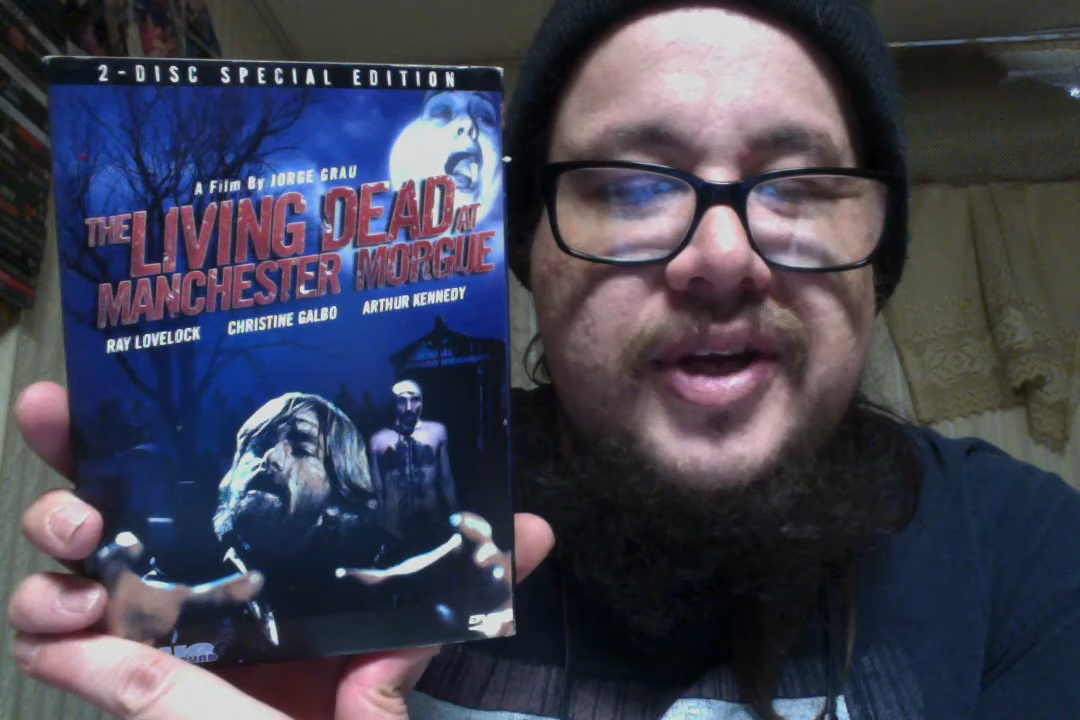 2-DISC SPECIAL EDITION
A Film By JORGE GRAU
THE LIVING DEAD AT
MANCHESTER MORGUE
RAY LOVELOCK CHRISTINE GALBO ARTHUR KENNEDY